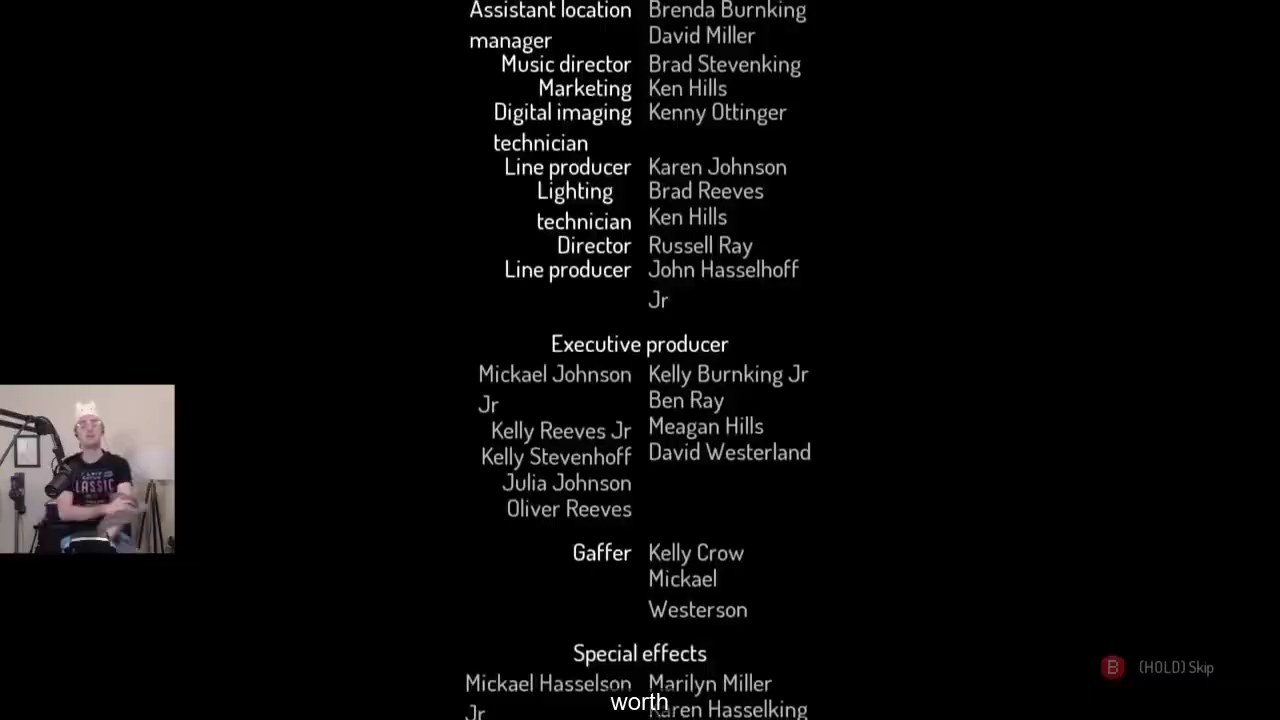 Assistant location Brenda Burnking
manager David Miller
Music director Brad Stevenking
Marketing Ken Hills
Digital imaging Kenny Ottinger
technician
Line producer Karen Johnson
Lighting Brad Reeves
technician Ken Hills
Director Russell Ray
Line producer John Hasselhoff
Jr
Executive producer
Mickael Johnson Kelly Burnking Jr
Jr Ben Ray
Kelly Reeves Jr Meagan Hills
Kelly Stevenhoff David Westerland
Julia Johnson
Oliver Reeves
Gaffer Kelly Crow
Mickael
Westerson
Special effects
Mickael Hasselson Marilyn Miller
Jr Karen Hasselking
worth
B (HOLD) Skip
LASSIC